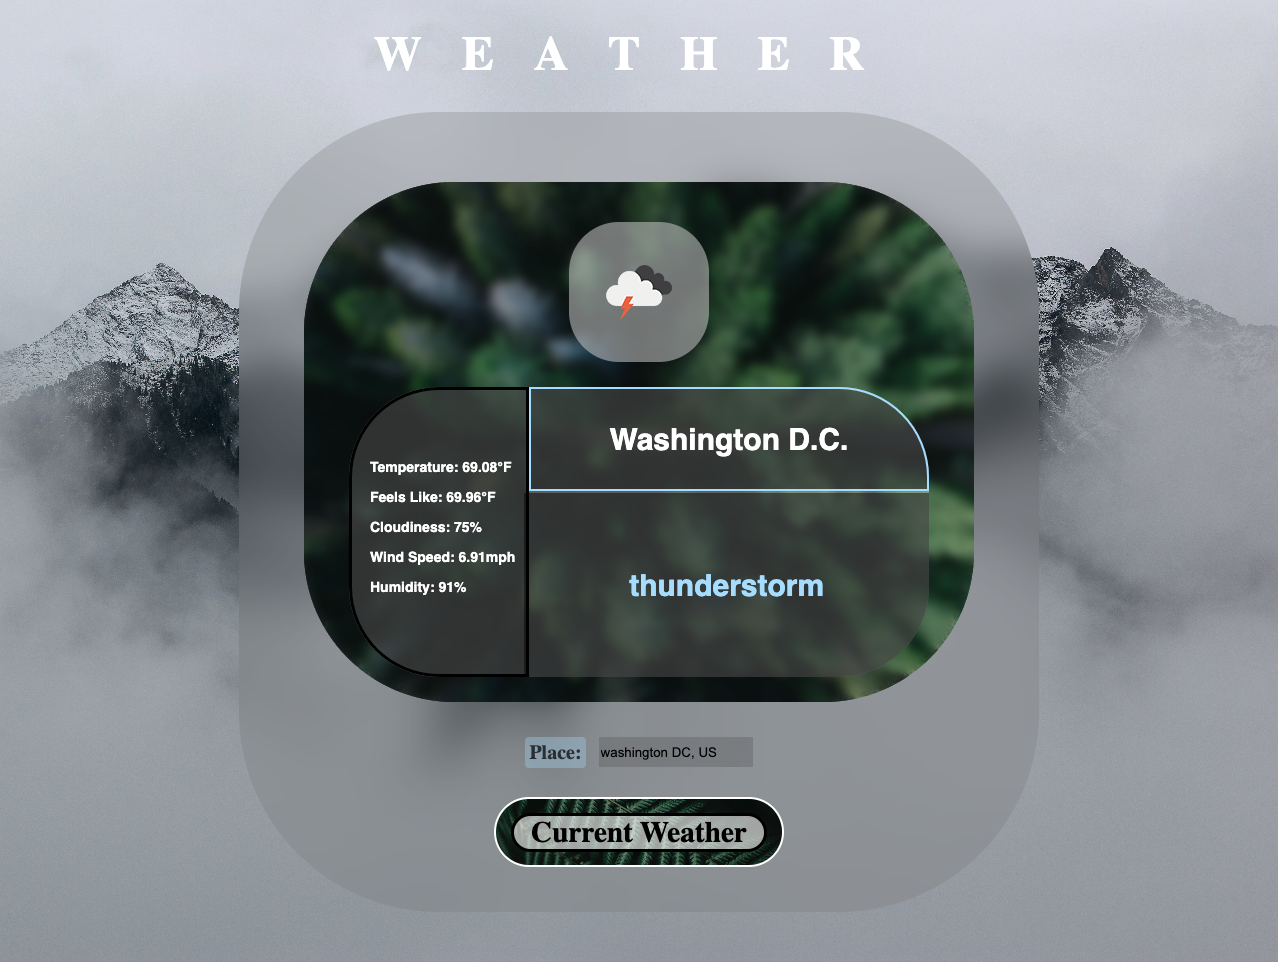 W E A T H E R
Washington D.C.
Temperature: 69.08°F
Feels Like: 69.96°F
Cloudiness: 75%
Wind Speed: 6.91mph
Humidity: 91%
thunderstorm
Place: washington DC, US
Current Weather